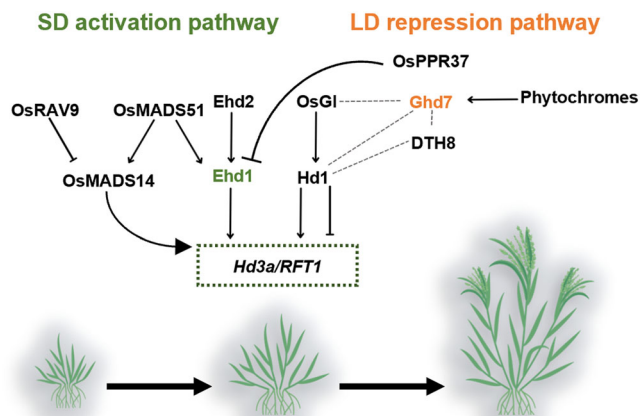 SD activation pathway
LD repression pathway
OsPPR37
OsRAV9
OsMADS51
Ehd2
OsGI
Ghd7
Phytochromes
DTH8
OsMADS14
Ehd1
Hd1
Hd3a/RFT1